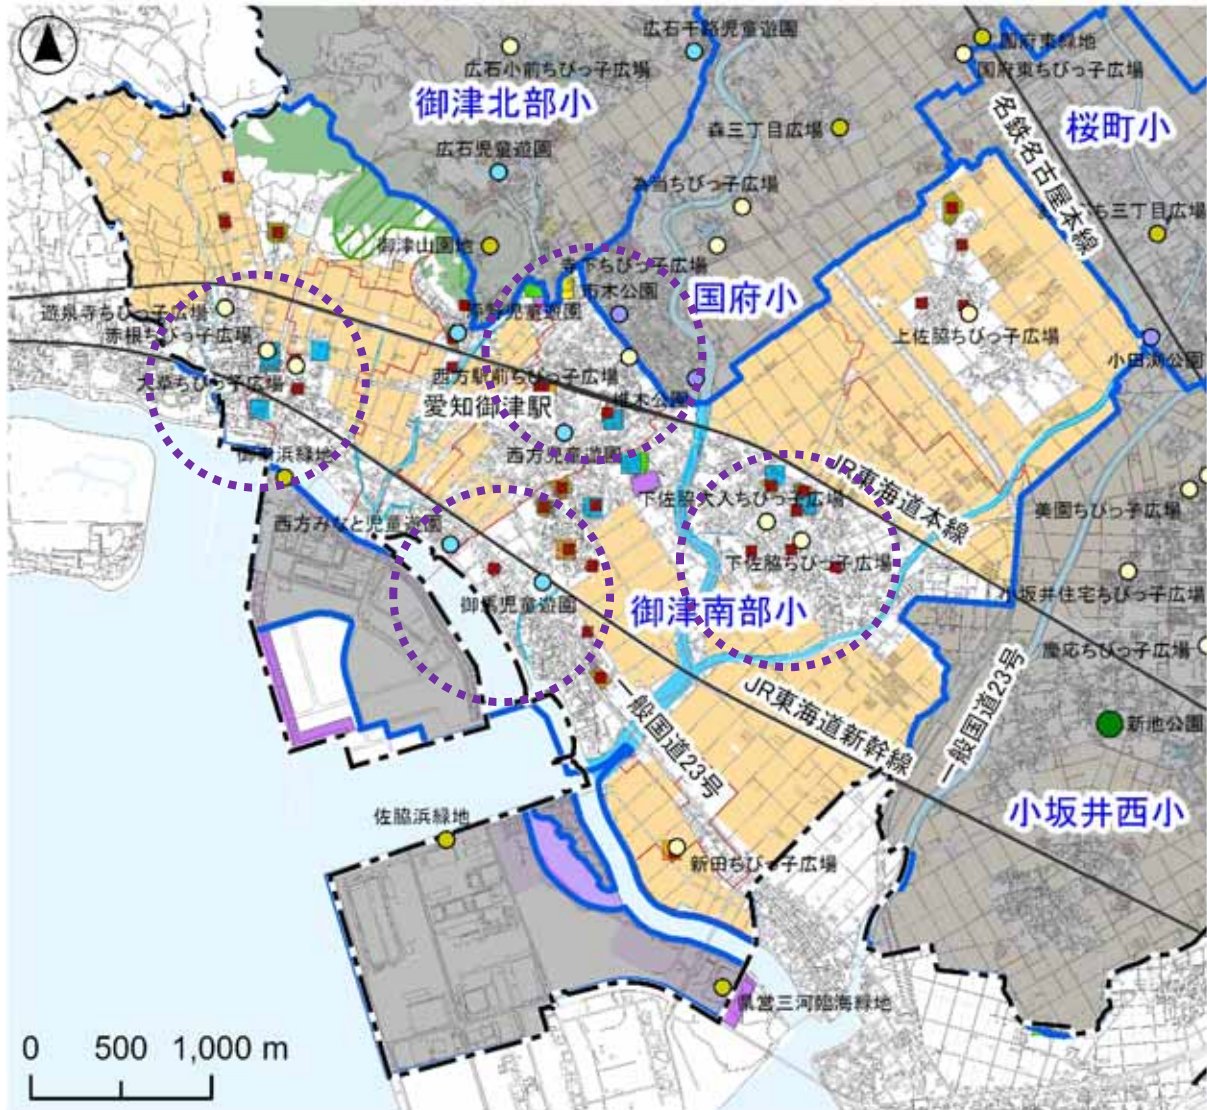 広石千路児童遊園
国府東緑地
広石小前ちびっ子広場
国府東ちびっ子広場
御津北部小
名鉄名古屋本線
桜町小
森三丁目広場
広石児童遊園
為当ちびっ子広場
三丁目広場
御津山園地
寺下ちびっ子広場
国府小
市木公園
遊泉寺ちびっ子広場
児童遊園
赤根ちびっ子広場
上佐脇ちびっ子広場
小田渕公園
西方駅前ちびっ子広場
ちびっ子広場
愛知御津駅
西方児童遊園
JR東海道本線
下佐脇大入ちびっ子広場
美園ちびっ子広場
西方みなと児童遊園
下佐脇ちびっ子広場
小坂井住宅ちびっ子広場
御馬児童遊園
御津南部小
慶応ちびっ子広場
一般国道23号
一般国道23号
JR東海道新幹線
新池公園
小坂井西小
佐脇浜緑地
新田ちびっ子広場
県営三河臨海緑地
0 500 1,000 m